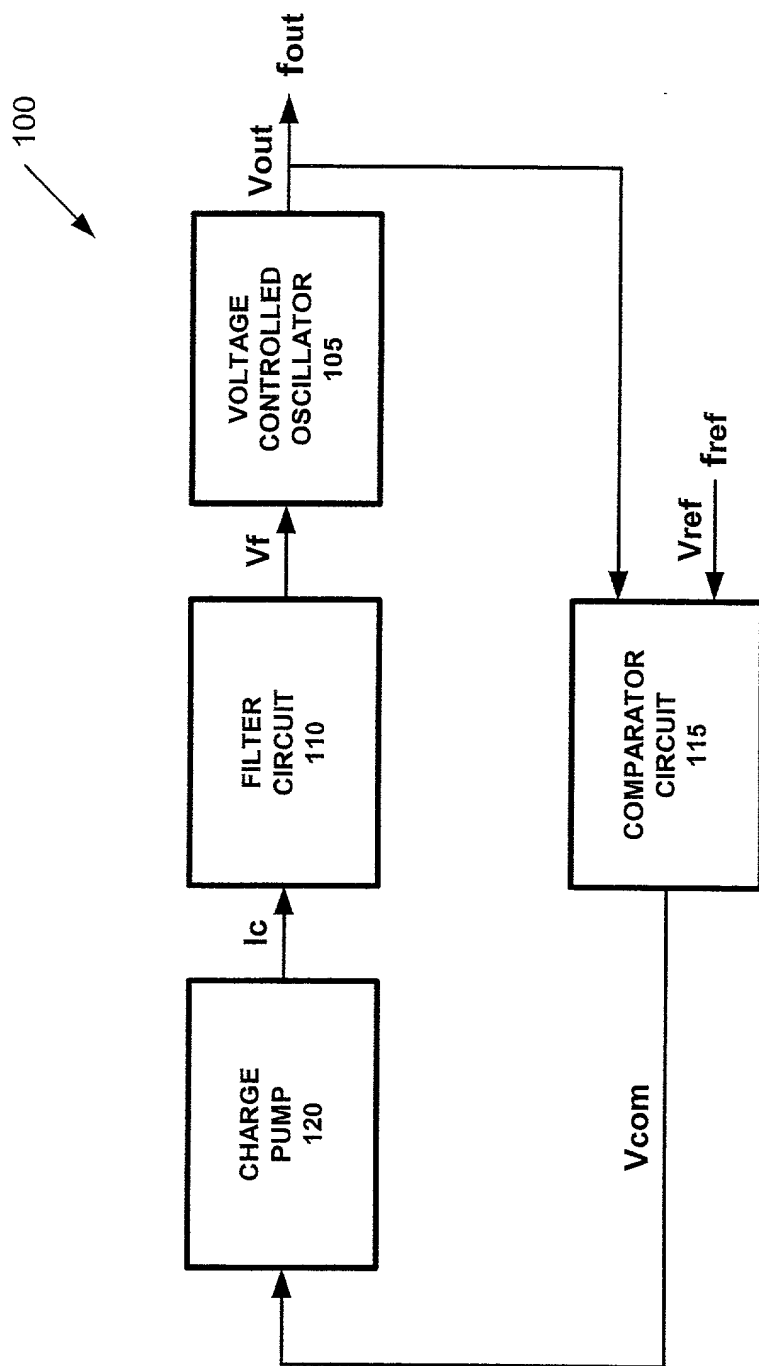 100
CHARGE
PUMP
120
Ic
FILTER
CIRCUIT
110
Vf
VOLTAGE
CONTROLLED
OSCILLATOR
105
Vout
fout
Vcom
COMPARATOR
CIRCUIT
115
Vref
fref